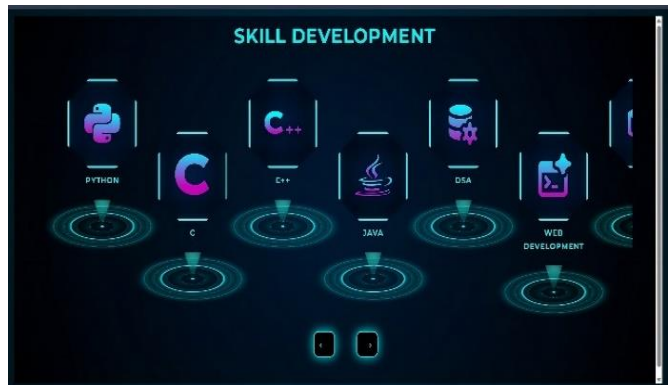 SKILL DEVELOPMENT
C++
PYTHON
C++
DSA
C
C
JAVA
WEB
DEVELOPMENT
‹
›